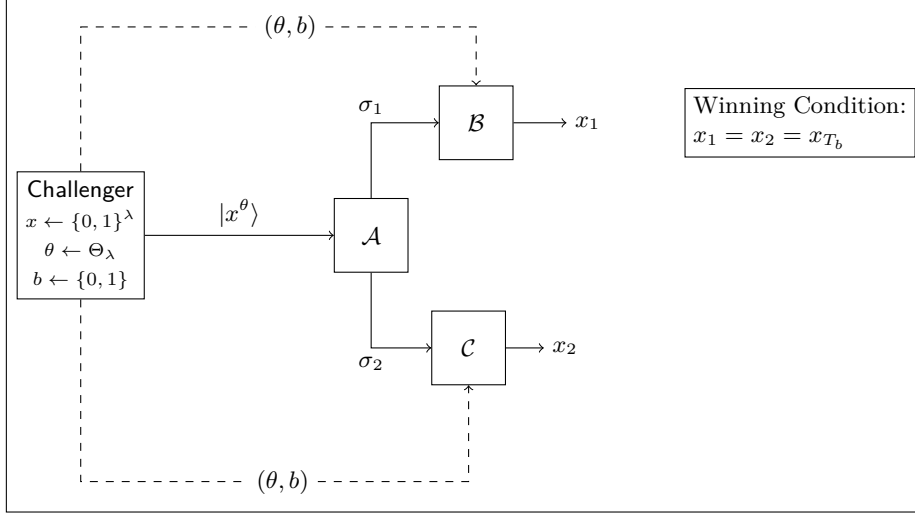 (θ, b)
σ₁
ℬ
x₁
Winning Condition:
x₁ = x₂ = x_{T_b}
Challenger
x ← {0, 1}^λ
θ ← Θ_λ
b ← {0, 1}
|x^θ⟩
𝒜
σ₂
𝒞
x₂
(θ, b)